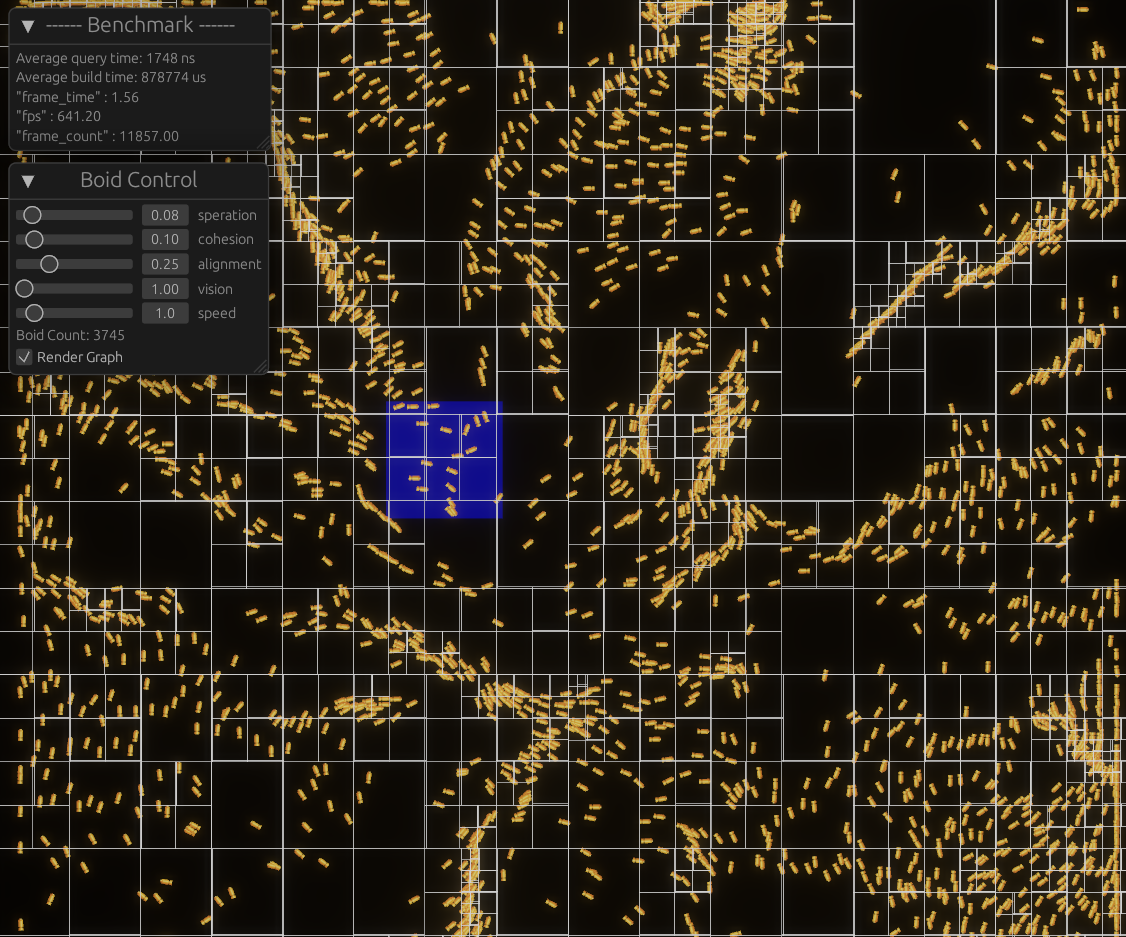 ------ Benchmark ------
Average query time: 1748 ns
Average build time: 878774 us
"frame_time" : 1.56
"fps" : 641.20
"frame_count" : 11857.00
Boid Control
0.08 speration
0.10 cohesion
0.25 alignment
1.00 vision
1.0 speed
Boid Count: 3745
Render Graph